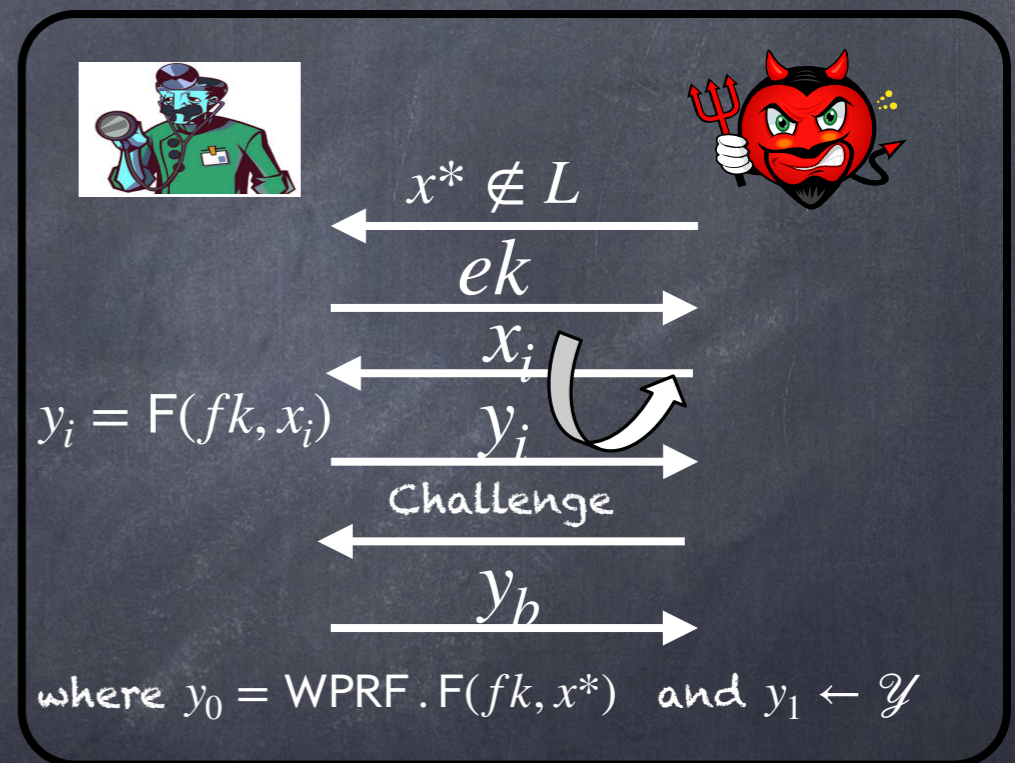 x* ∉ L
ek
x_i
y_i = F(fk, x_i)
y_i
Challenge
y_b
where y_0 = WPRF . F(fk, x*) and y_1 ← 𝒴